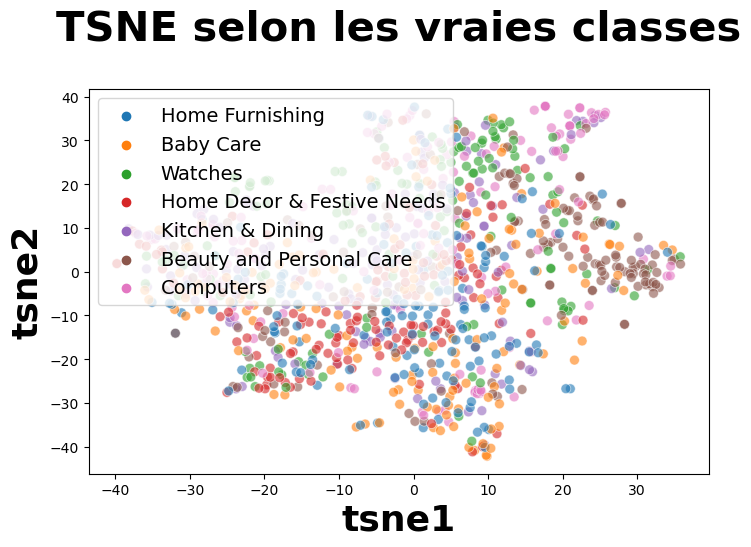 TSNE selon les vraies classes
40
30
20
10
0
−10
−20
−30
−40
tsne2
Home Furnishing
Baby Care
Watches
Home Decor & Festive Needs
Kitchen & Dining
Beauty and Personal Care
Computers
−40 −30 −20 −10 0 10 20 30
tsne1